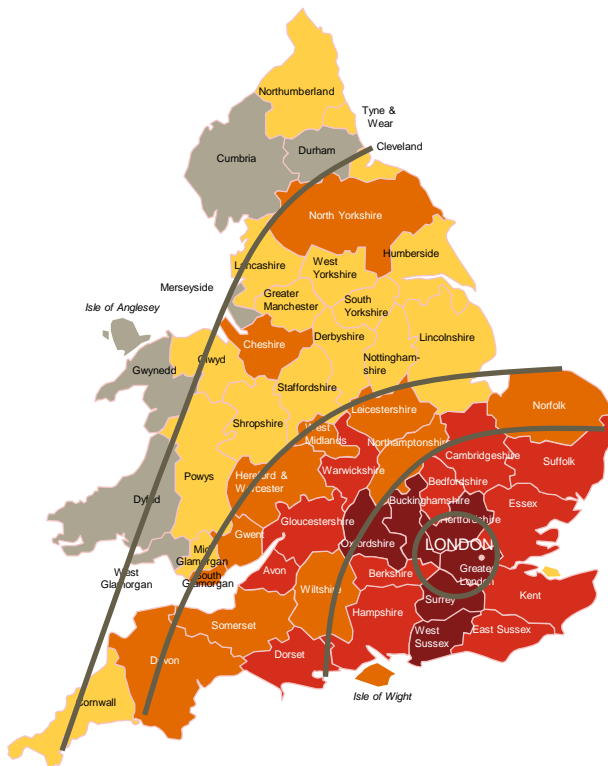 Northumberland
Tyne &
Wear
Cleveland
Durham
Cumbria
North Yorkshire
Humberside
Lancashire
West
Yorkshire
Merseyside
Greater
Manchester
South
Yorkshire
Isle of Anglesey
Lincolnshire
Derbyshire
Cheshire
Clwyd
Nottingham-
shire
Gwynedd
Staffordshire
Leicestershire
Norfolk
Shropshire
West
Midlands
Northamptonshire
Cambridgeshire
Suffolk
Warwickshire
Hereford &
Worcester
Powys
Bedfordshire
Dyfed
Buckinghamshire
Essex
Hertfordshire
Gloucestershire
Gwent
Oxfordshire
LONDON
Mid
Glamorgan
West
Glamorgan
South
Glamorgan
Avon
Berkshire
Greater
London
Wiltshire
Surrey
Kent
Hampshire
Somerset
West
Sussex
East Sussex
Dorset
Devon
Isle of Wight
Cornwall